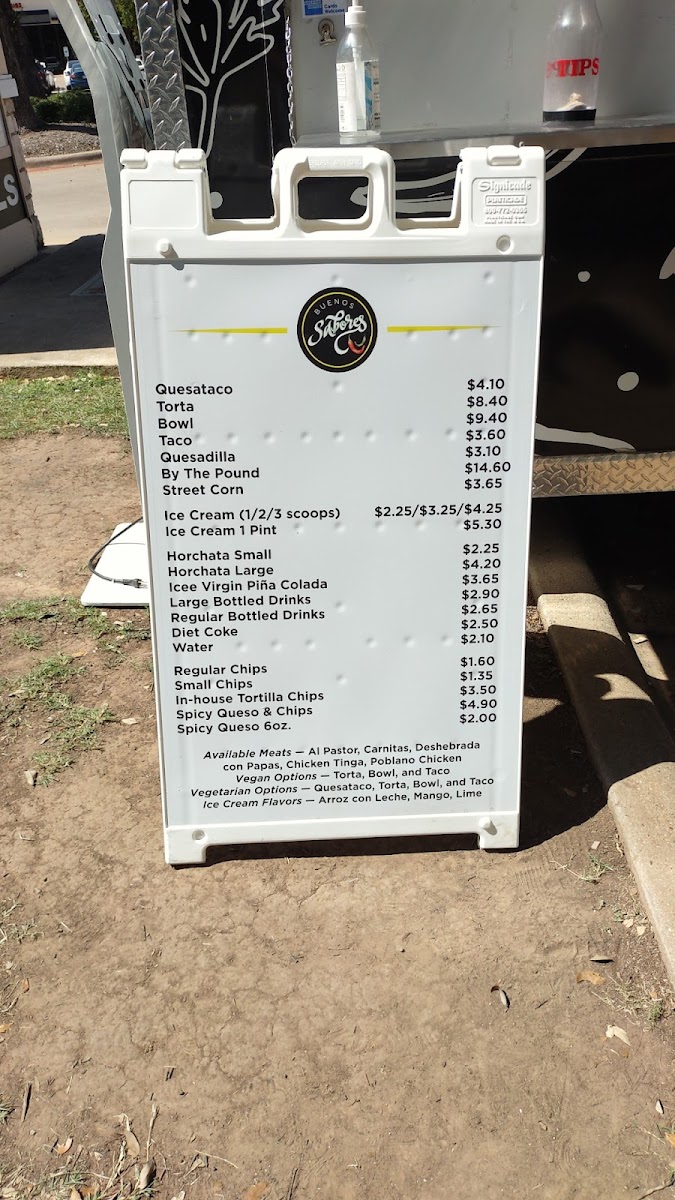 Cards
Welcome
TIPS
Signicade
PLASTICADE
BUENOS
Sabores
Quesataco $4.10
Torta $8.40
Bowl $9.40
Taco $3.60
Quesadilla $3.10
By The Pound $14.60
Street Corn $3.65
Ice Cream (1/2/3 scoops) $2.25/$3.25/$4.25
Ice Cream 1 Pint $5.30
Horchata Small $2.25
Horchata Large $4.20
Icee Virgin Piña Colada $3.65
Large Bottled Drinks $2.90
Regular Bottled Drinks $2.65
Diet Coke $2.50
Water $2.10
Regular Chips $1.60
Small Chips $1.35
In-house Tortilla Chips $3.50
Spicy Queso & Chips $4.90
Spicy Queso 6oz. $2.00
Available Meats — Al Pastor, Carnitas, Deshebrada
con Papas, Chicken Tinga, Poblano Chicken
Vegan Options — Torta, Bowl, and Taco
Vegetarian Options — Quesataco, Torta, Bowl, and Taco
Ice Cream Flavors — Arroz con Leche, Mango, Lime